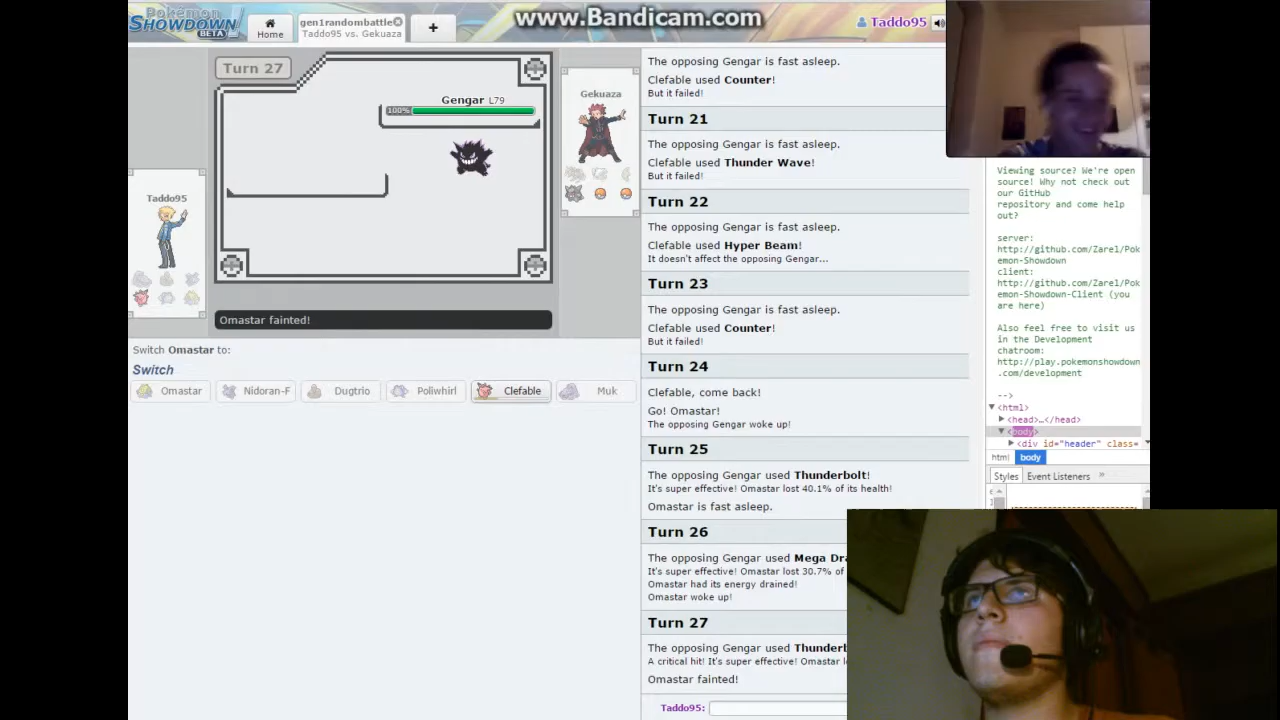 www.Bandicam.com
Pokémon
SHOWDOWN
BETA
Home
gen1randombattle
Taddo95 vs. Gekuaza
+
Taddo95
Turn 27
Gengar L79
100%
Gekuaza
Taddo95
Omastar fainted!
Switch Omastar to:
Switch
Omastar
Nidoran-F
Dugtrio
Poliwhirl
Clefable
Muk
The opposing Gengar is fast asleep.
Clefable used Counter!
But it failed!
Turn 21
The opposing Gengar is fast asleep.
Clefable used Thunder Wave!
But it failed!
Turn 22
The opposing Gengar is fast asleep.
Clefable used Hyper Beam!
It doesn't affect the opposing Gengar...
Turn 23
The opposing Gengar is fast asleep.
Clefable used Counter!
But it failed!
Turn 24
Clefable, come back!
Go! Omastar!
The opposing Gengar woke up!
Turn 25
The opposing Gengar used Thunderbolt!
It's super effective! Omastar lost 40.1% of its health!
Omastar is fast asleep.
Turn 26
The opposing Gengar used Mega Dra
It's super effective! Omastar lost 30.7% of
Omastar had its energy drained!
Omastar woke up!
Turn 27
The opposing Gengar used Thunderb
A critical hit! It's super effective! Omastar l
Omastar fainted!
Taddo95:
Viewing source? We're open
source! Why not check out
our GitHub
repository and come help
out?
server:
http://github.com/Zarel/Pok
emon-Showdown
client:
http://github.com/Zarel/Pok
emon-Showdown-Client (you
are here)
Also feel free to visit us
in the Development
chatroom:
http://play.pokemonshowdown
.com/development
-->
<html>
<head>…</head>
<body>
<div id="header" class=
html body
Styles Event Listeners »